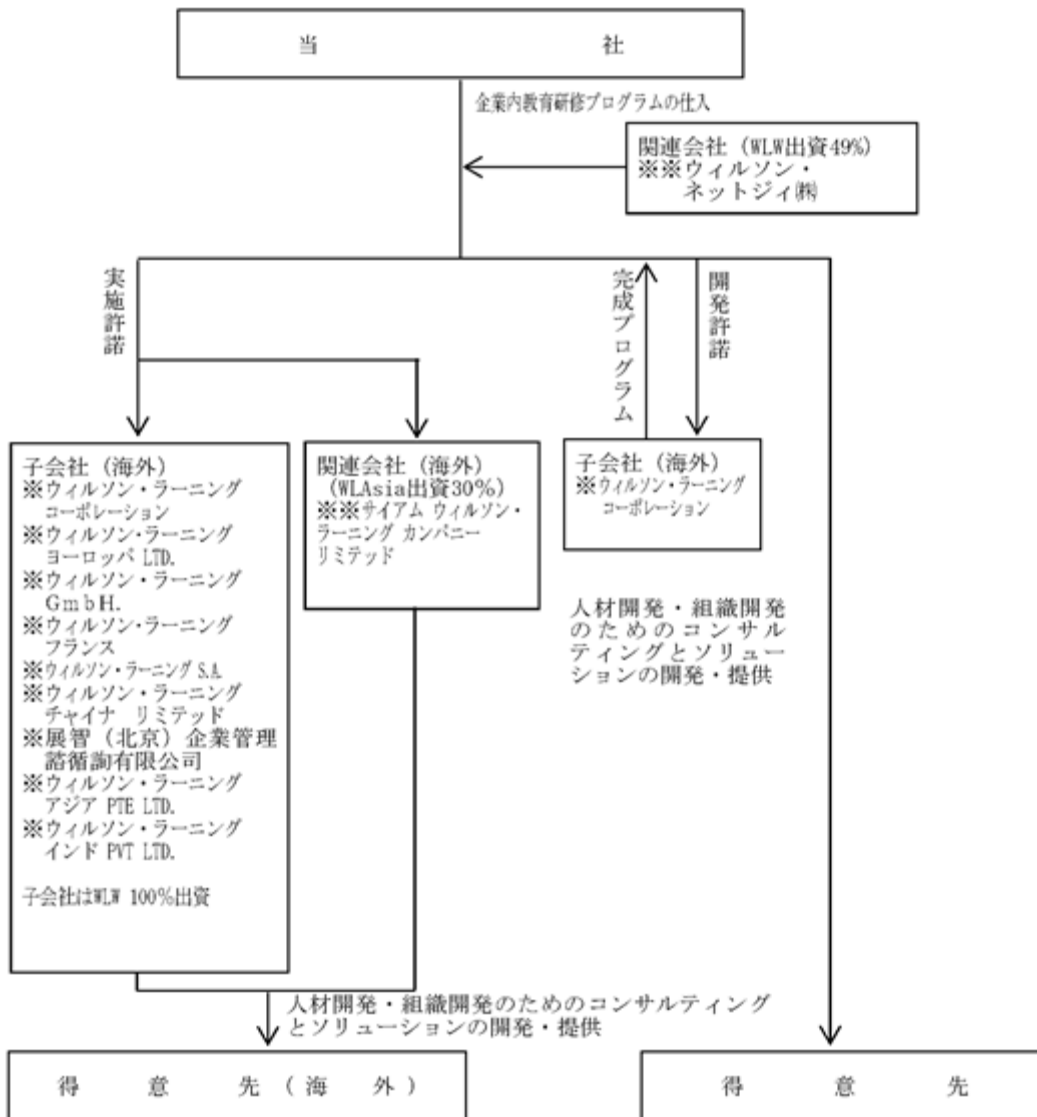 当 社
企業内教育研修プログラムの仕入
関連会社（WLW出資49%）
※※ウィルソン・
ネットジィ㈱
実施許諾
完成プログラム
開発許諾
子会社（海外）
※ウィルソン・ラーニング
コーポレーション
※ウィルソン・ラーニング
ヨーロッパ LTD.
※ウィルソン・ラーニング
GmbH.
※ウィルソン・ラーニング
フランス
※ウィルソン・ラーニング S.A.
※ウィルソン・ラーニング
チャイナ リミテッド
※展智（北京）企業管理
諮循詢有限公司
※ウィルソン・ラーニング
アジア PTE LTD.
※ウィルソン・ラーニング
インド PVT LTD.
子会社はWLW 100％出資
関連会社（海外）
（WLAsia出資30％）
※※サイアム ウィルソン・
ラーニング カンパニー
リミテッド
子会社（海外）
※ウィルソン・ラーニング
コーポレーション
人材開発・組織開発
のためのコンサル
ティングとソリュー
ションの開発・提供
人材開発・組織開発のためのコンサルティング
とソリューションの開発・提供
得 意 先（海 外）
得 意 先